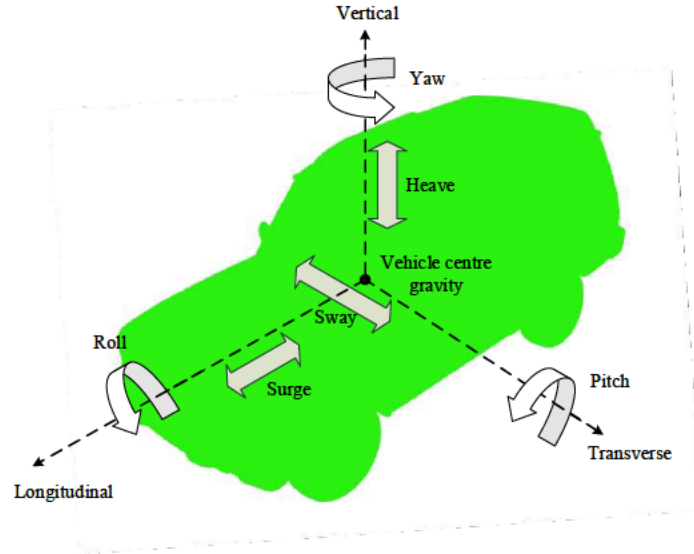 Vertical
Yaw
Heave
Vehicle centre
gravity
Sway
Roll
Surge
Pitch
Transverse
Longitudinal